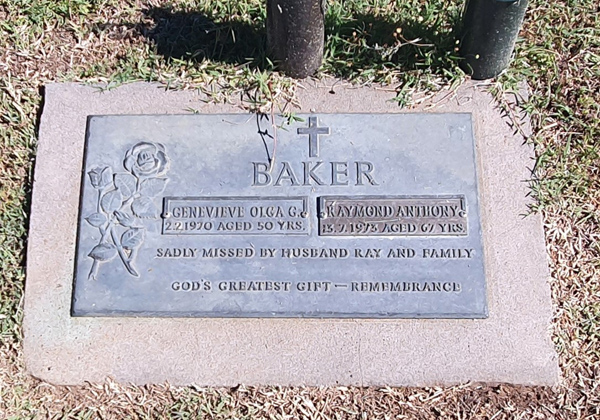 BAKER
GENEVIEVE OLGA G. RAYMOND ANTHONY
2.2.1970 AGED 50 YRS. 13.7.1973 AGED 67 YRS.
SADLY MISSED BY HUSBAND RAY AND FAMILY
GOD'S GREATEST GIFT — REMEMBRANCE